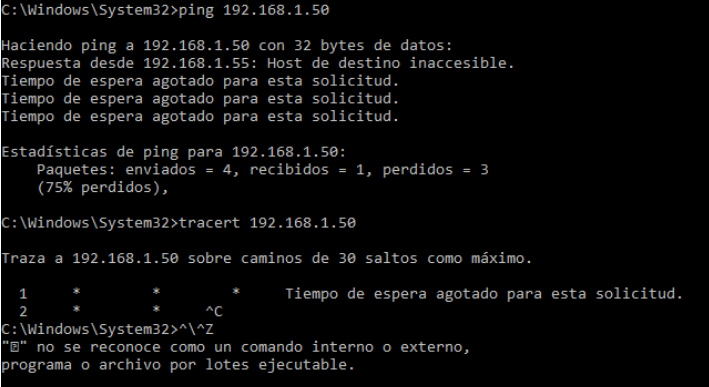 C:\Windows\System32>ping 192.168.1.50
Haciendo ping a 192.168.1.50 con 32 bytes de datos:
Respuesta desde 192.168.1.55: Host de destino inaccesible.
Tiempo de espera agotado para esta solicitud.
Tiempo de espera agotado para esta solicitud.
Tiempo de espera agotado para esta solicitud.
Estadísticas de ping para 192.168.1.50:
    Paquetes: enviados = 4, recibidos = 1, perdidos = 3
    (75% perdidos),
C:\Windows\System32>tracert 192.168.1.50
Traza a 192.168.1.50 sobre caminos de 30 saltos como máximo.
  1     *        *        *     Tiempo de espera agotado para esta solicitud.
  2     *        *     ^C
C:\Windows\System32>^\^Z
"⍰" no se reconoce como un comando interno o externo,
programa o archivo por lotes ejecutable.